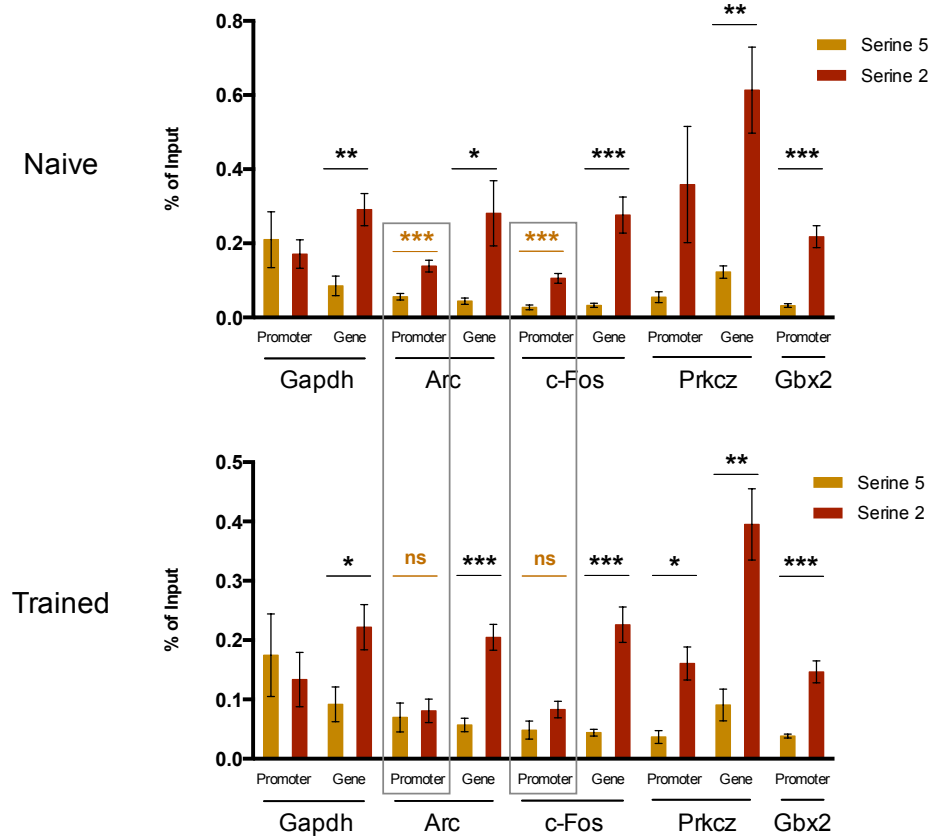 0.8
**
Serine 5
Serine 2
0.6
% of Input
Naive
**
*
***
***
0.4
***
***
0.2
0.0
Promoter Gene Promoter Gene Promoter Gene Promoter Gene Promoter
Gapdh Arc c-Fos Prkcz Gbx2
0.5
**
Serine 5
Serine 2
0.4
% of Input
Trained
* ns *** ns *** * ***
0.3
0.2
0.1
0.0
Promoter Gene Promoter Gene Promoter Gene Promoter Gene Promoter
Gapdh Arc c-Fos Prkcz Gbx2